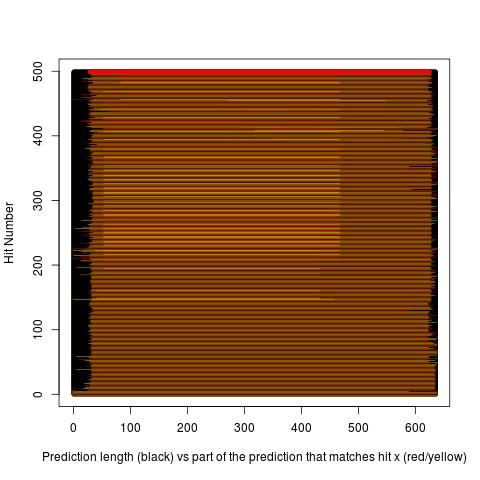 500
400
300
200
100
0
Hit Number
0 100 200 300 400 500 600
Prediction length (black) vs part of the prediction that matches hit x (red/yellow)